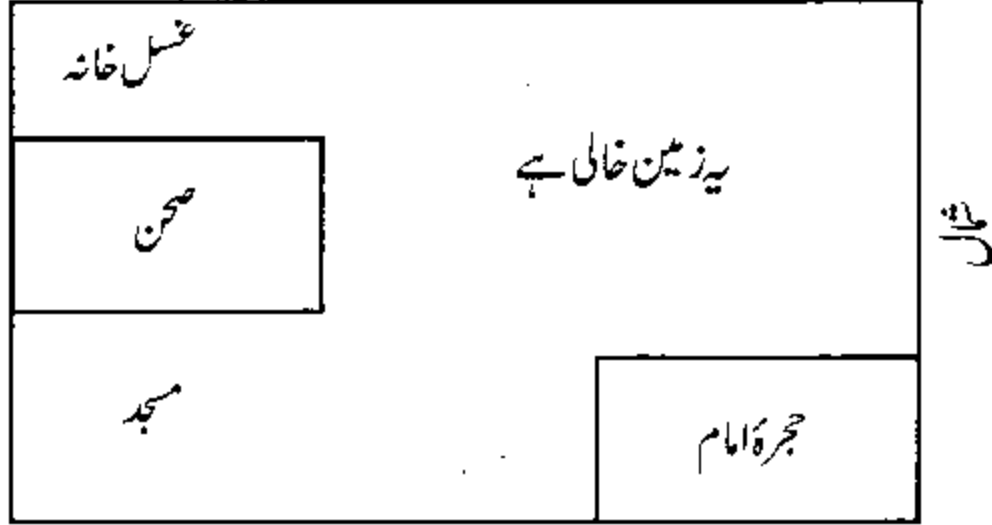 غسل خانہ
یہ زمین خالی ہے
صحن
مسجد
حجرۂ امام